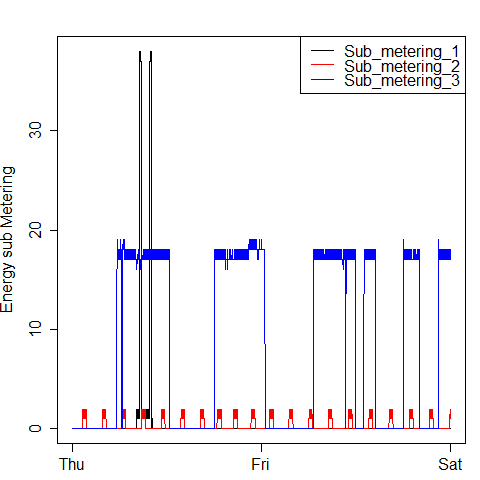 Sub_metering_1
Sub_metering_2
Sub_metering_3
Energy sub Metering
30
20
10
0
Thu Fri Sat